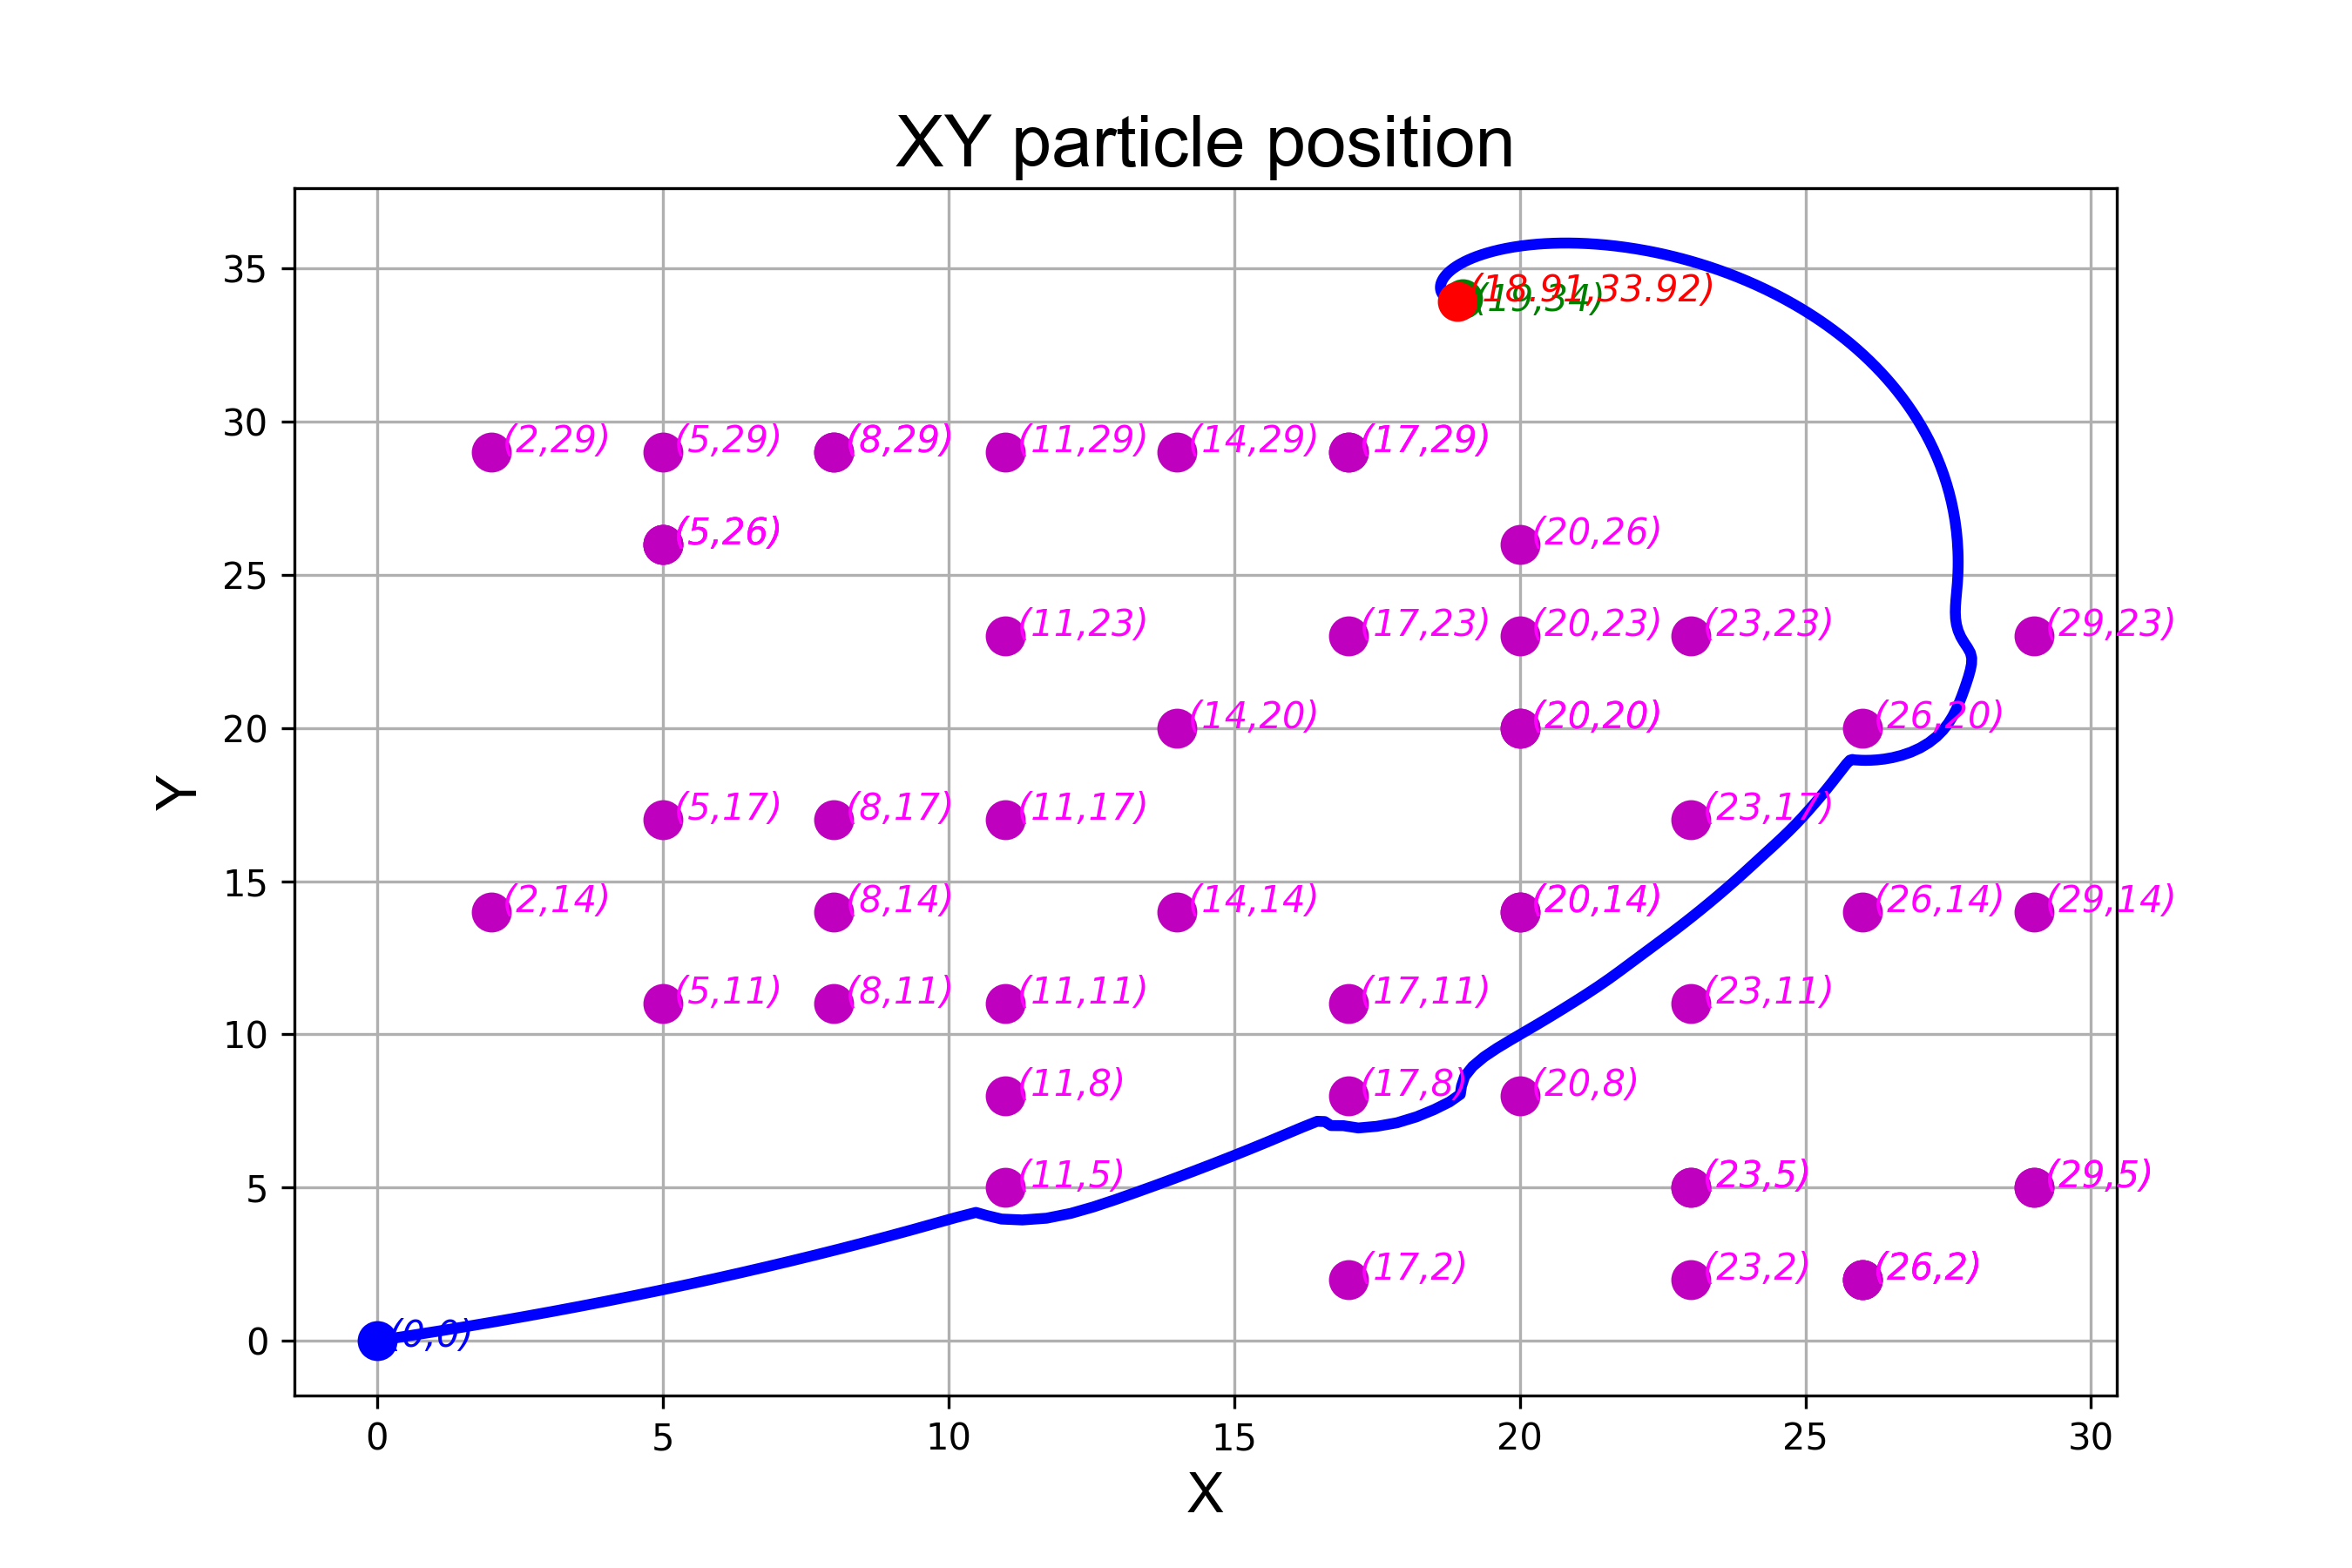 XY particle position
35
(18.91,33.92)
(19,34)
30
(2,29) (5,29) (8,29) (11,29) (14,29) (17,29)
(5,26) (20,26)
25
(11,23) (17,23) (20,23) (23,23) (29,23)
20
(14,20) (20,20) (26,20)
Y
(5,17) (8,17) (11,17) (23,17)
15
(2,14) (8,14) (14,14) (20,14) (26,14) (29,14)
(5,11) (8,11) (11,11) (17,11) (23,11)
10
(11,8) (17,8) (20,8)
5
(11,5) (23,5) (29,5)
(17,2) (23,2) (26,2)
0
(0,0)
0 5 10 15 20 25 30
X